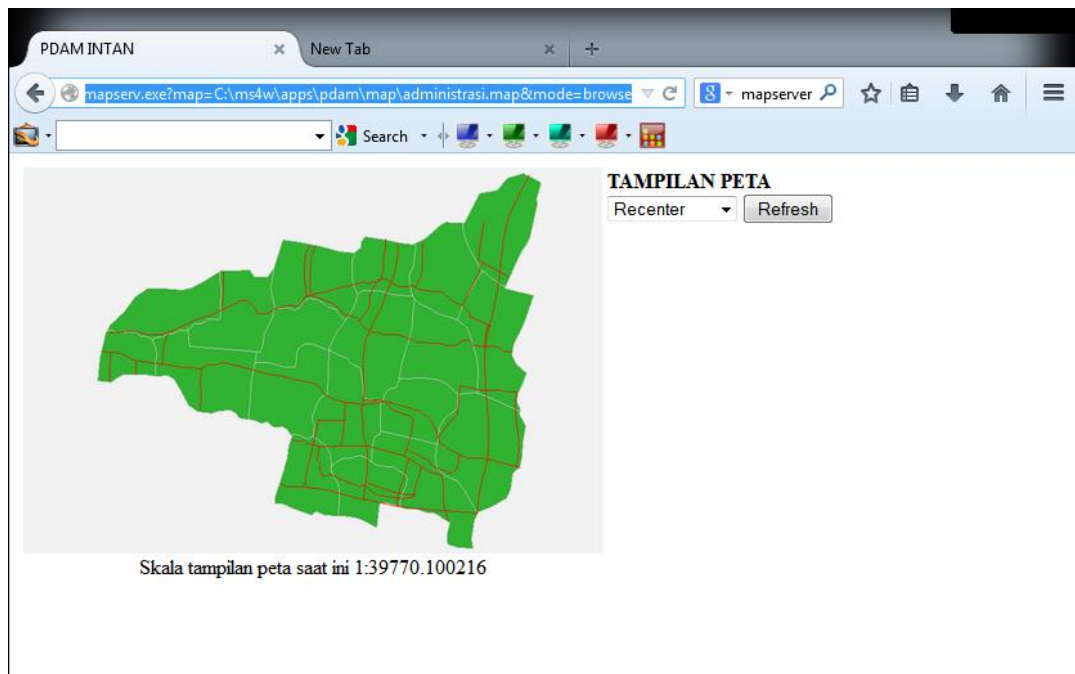 PDAM INTAN
New Tab
mapserv.exe?map=C:\ms4w\apps\pdam\map\administrasi.map&mode=browse
8
mapserver
Search
TAMPILAN PETA
Recenter
Refresh
Skala tampilan peta saat ini 1:39770.100216